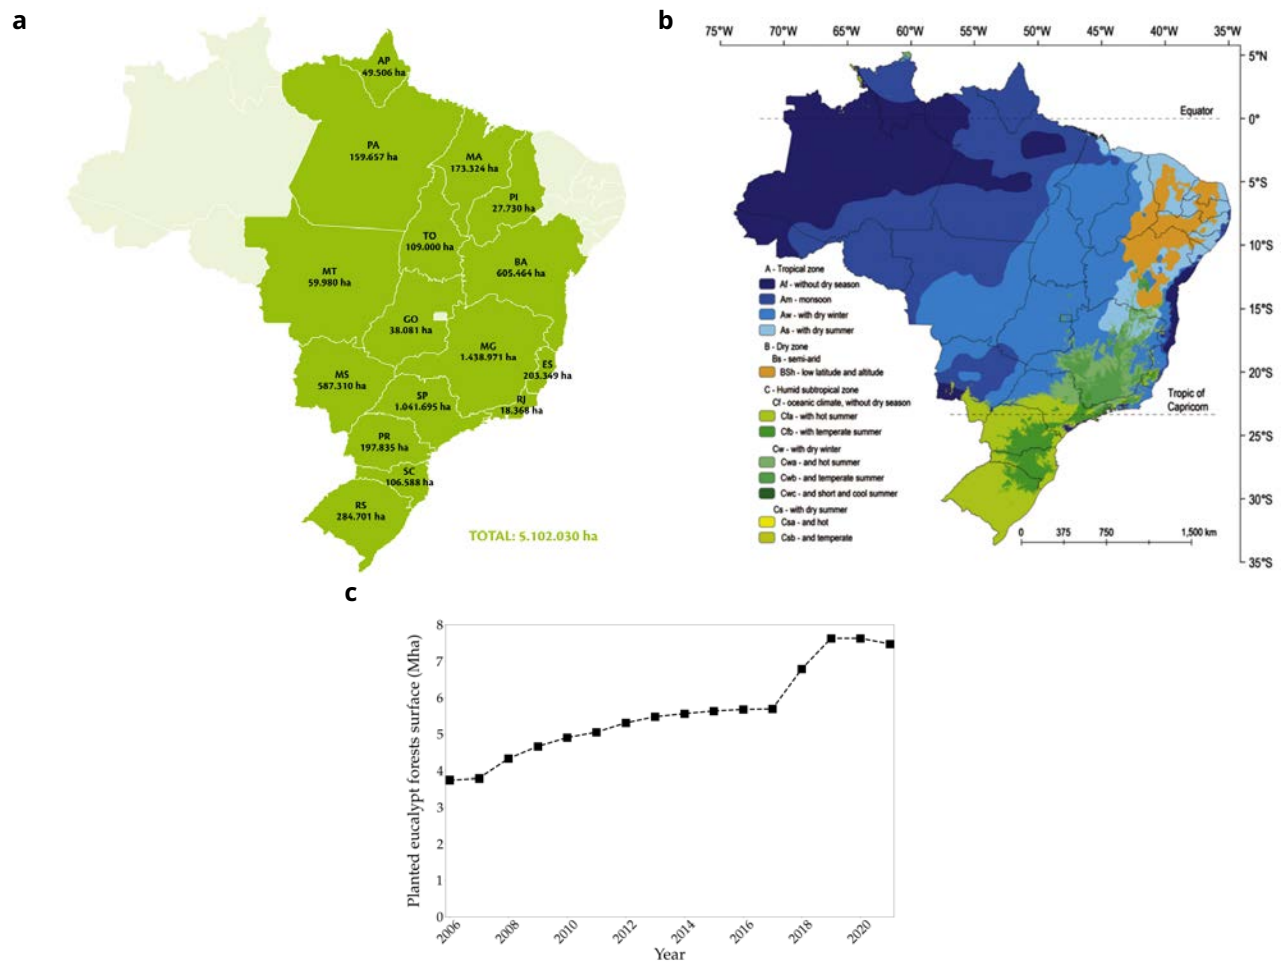 a
AP
49.506 ha
PA
159.657 ha
MA
173.324 ha
PI
27.730 ha
TO
109.000 ha
BA
605.464 ha
MT
59.980 ha
GO
38.081 ha
MG
1.438.971 ha
ES
203.349 ha
MS
587.310 ha
SP
1.041.695 ha
RJ
18.368 ha
PR
197.835 ha
SC
106.588 ha
RS
284.701 ha
TOTAL: 5.102.030 ha
b
75°W 70°W 65°W 60°W 55°W 50°W 45°W 40°W 35°W
5°N
Equator
0°
5°S
10°S
15°S
20°S
Tropic of
Capricorn
25°S
30°S
35°S
A - Tropical zone
Af - without dry season
Am - monsoon
Aw - with dry winter
As - with dry summer
B - Dry zone
Bs - semi-arid
BSh - low latitude and altitude
C - Humid subtropical zone
Cf - oceanic climate, without dry season
Cfa - with hot summer
Cfb - with temperate summer
Cw - with dry winter
Cwa - and hot summer
Cwb - and temperate summer
Cwc - and short and cool summer
Cs - with dry summer
Csa - and hot
Csb - and temperate
0 375 750 1,500 km
c
Planted eucalypt forests surface (Mha)
8
7
6
5
4
3
2
1
0
2006 2008 2010 2012 2014 2016 2018 2020
Year